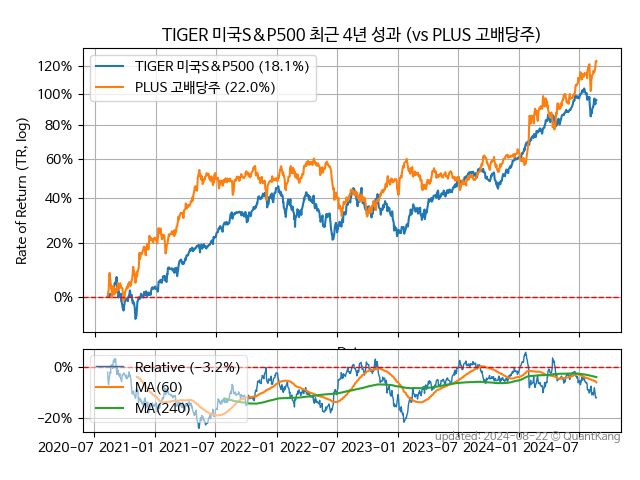 TIGER 미국S&P500 최근 4년 성과 (vs PLUS 고배당주)
Rate of Return (TR, log)
120%
100%
80%
60%
40%
20%
0%
TIGER 미국S&P500 (18.1%)
PLUS 고배당주 (22.0%)
0%
−20%
Relative (−3.2%)
MA(60)
MA(240)
2020-07 2021-01 2021-07 2022-01 2022-07 2023-01 2023-07 2024-01 2024-07
updated: 2024-08-22 © QuantKang